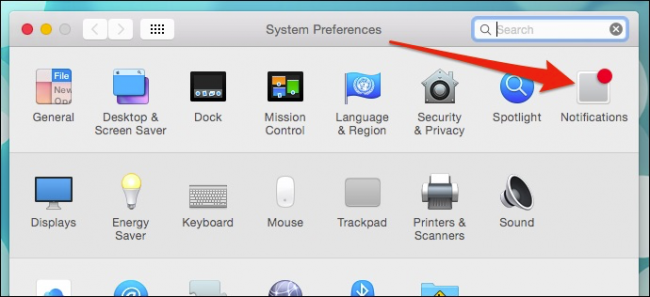 System Preferences
Search
File
New
Ope
General
Desktop &
Screen Saver
Dock
Mission
Control
Language
& Region
Security
& Privacy
Spotlight
Notifications
Displays
Energy
Saver
Keyboard
Mouse
Trackpad
Printers &
Scanners
Sound